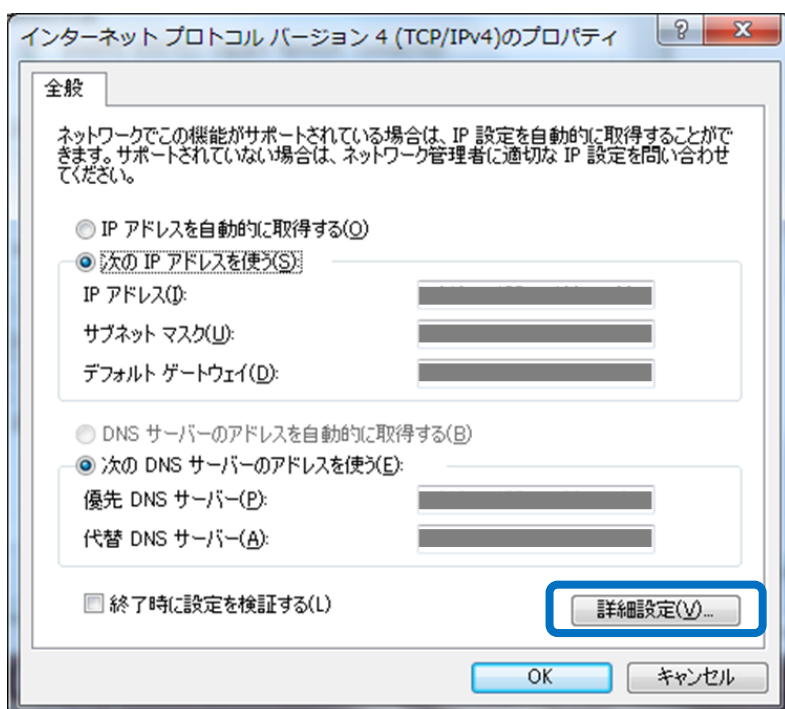 インターネット プロトコル バージョン 4 (TCP/IPv4)のプロパティ
全般
ネットワークでこの機能がサポートされている場合は、IP 設定を自動的に取得することがで
きます。サポートされていない場合は、ネットワーク管理者に適切な IP 設定を問い合わせ
てください。
IP アドレスを自動的に取得する(O)
次の IP アドレスを使う(S):
IP アドレス(I):
サブネット マスク(U):
デフォルト ゲートウェイ(D):
DNS サーバーのアドレスを自動的に取得する(B)
次の DNS サーバーのアドレスを使う(E):
優先 DNS サーバー(P):
代替 DNS サーバー(A):
終了時に設定を検証する(L)
詳細設定(V)...
OK
キャンセル